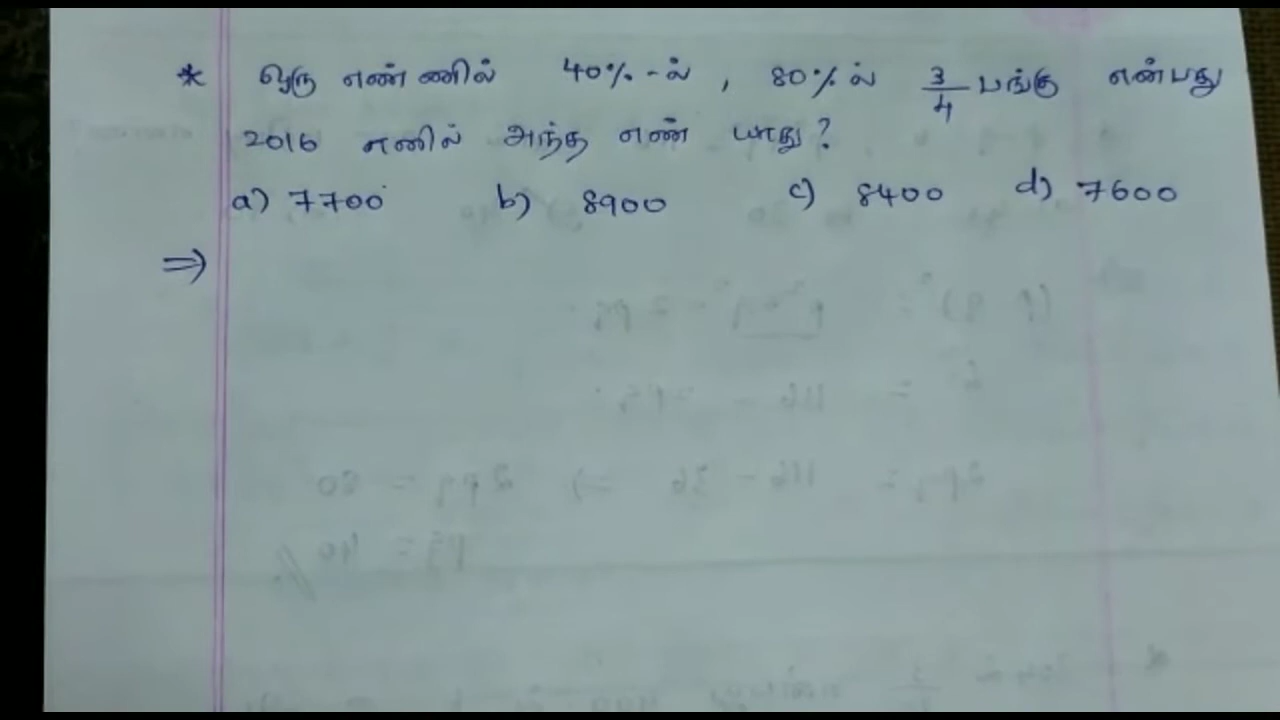 * ஒரு எண்ணில் 40%-ல், 80%ல் 3/4 பங்கு என்பது
2016 எனில் அந்த எண் யாது?
a) 7700 b) 8900 c) 8400 d) 7600
⇒